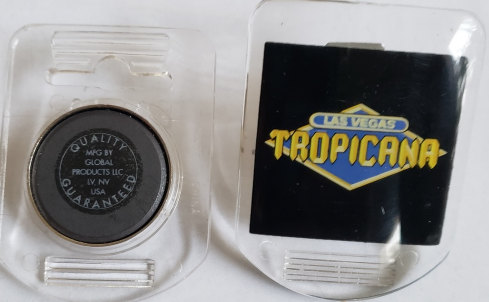 QUALITY
MFG BY
GLOBAL
PRODUCTS LLC
LV, NV
USA
GUARANTEED
LAS VEGAS
TROPICANA